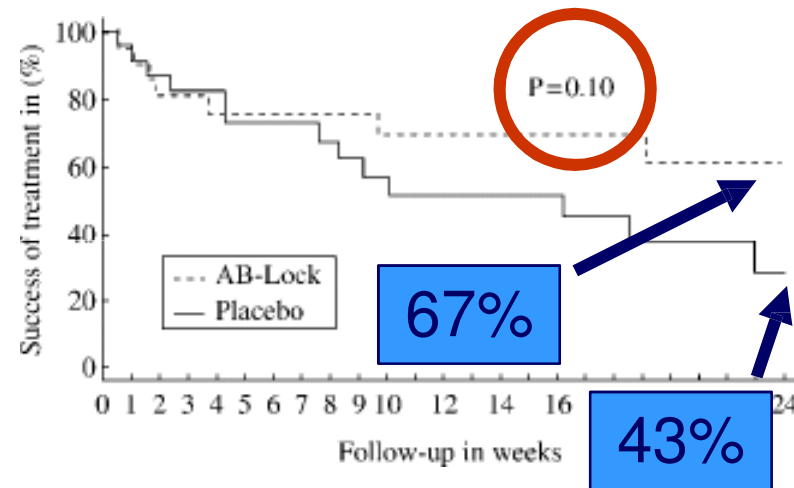 Success of treatment in (%)
100
80
60
40
20
0
P=0.10
AB-Lock
Placebo
67%
43%
0 1 2 3 4 5 6 7 8 9 10 12 14 16 24
Follow-up in weeks